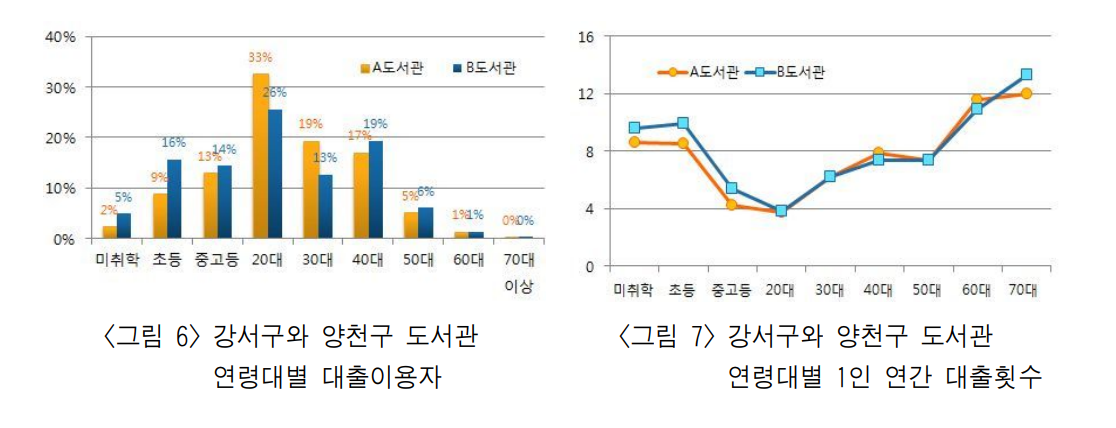 40%
30%
20%
10%
0%
A도서관 B도서관
2% 5%
9% 16%
13% 14%
33% 26%
19% 13%
17% 19%
5% 6%
1% 1%
0% 0%
미취학 초등 중고등 20대 30대 40대 50대 60대 70대
이상
<그림 6> 강서구와 양천구 도서관
연령대별 대출이용자
16
12
8
4
0
A도서관 B도서관
미취학 초등 중고등 20대 30대 40대 50대 60대 70대
<그림 7> 강서구와 양천구 도서관
연령대별 1인 연간 대출횟수